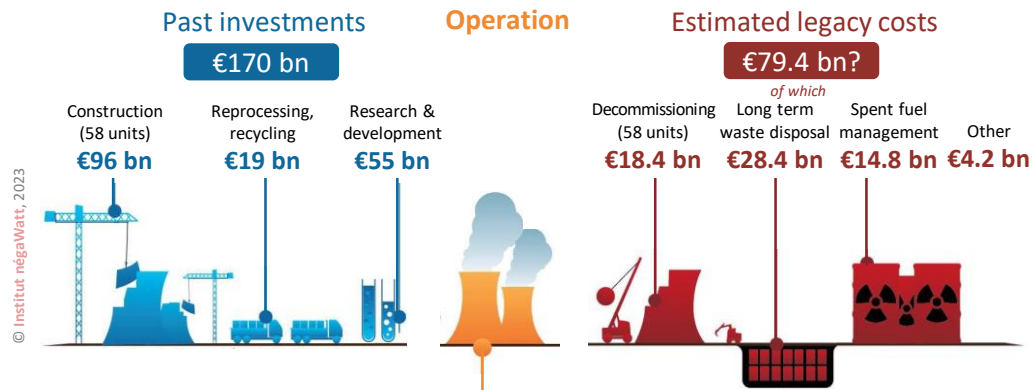 Past investments
€170 bn
Construction
(58 units)
€96 bn
Reprocessing,
recycling
€19 bn
Research &
development
€55 bn
Operation
Estimated legacy costs
€79.4 bn?
of which
Decommissioning
(58 units)
€18.4 bn
Long term
waste disposal
€28.4 bn
Spent fuel
management
€14.8 bn
Other
€4.2 bn
© Institut négaWatt, 2023